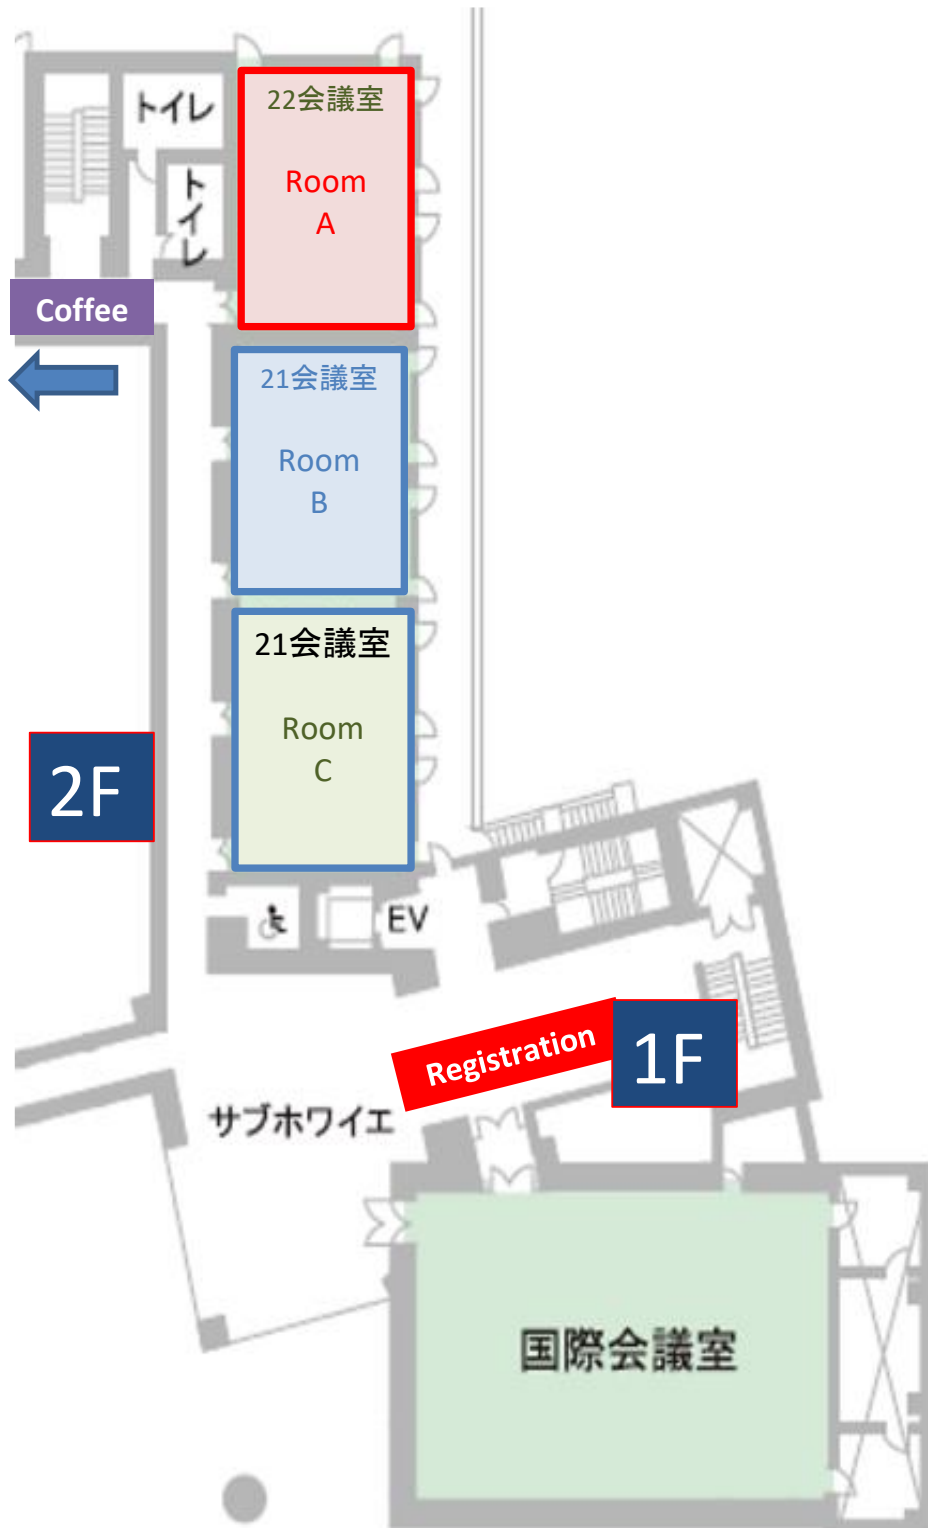 トイレ
22会議室
Room
A
トイレ
Coffee
21会議室
Room
B
21会議室
Room
C
2F
EV
Registration
1F
サブホワイエ
国際会議室